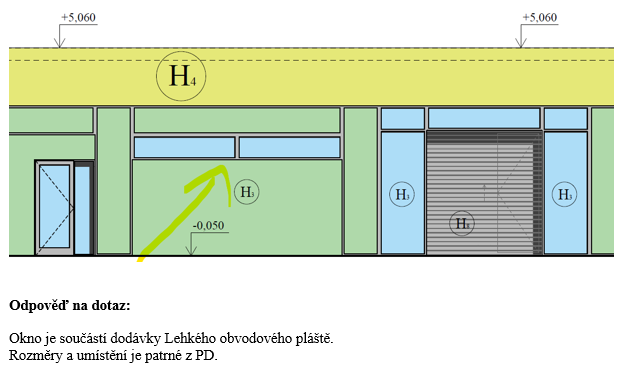 +5,060
+5,060
H4
H3
H3
H3
H8
-0,050
Odpověď na dotaz:
Okno je součástí dodávky Lehkého obvodového pláště.
Rozměry a umístění je patrné z PD.